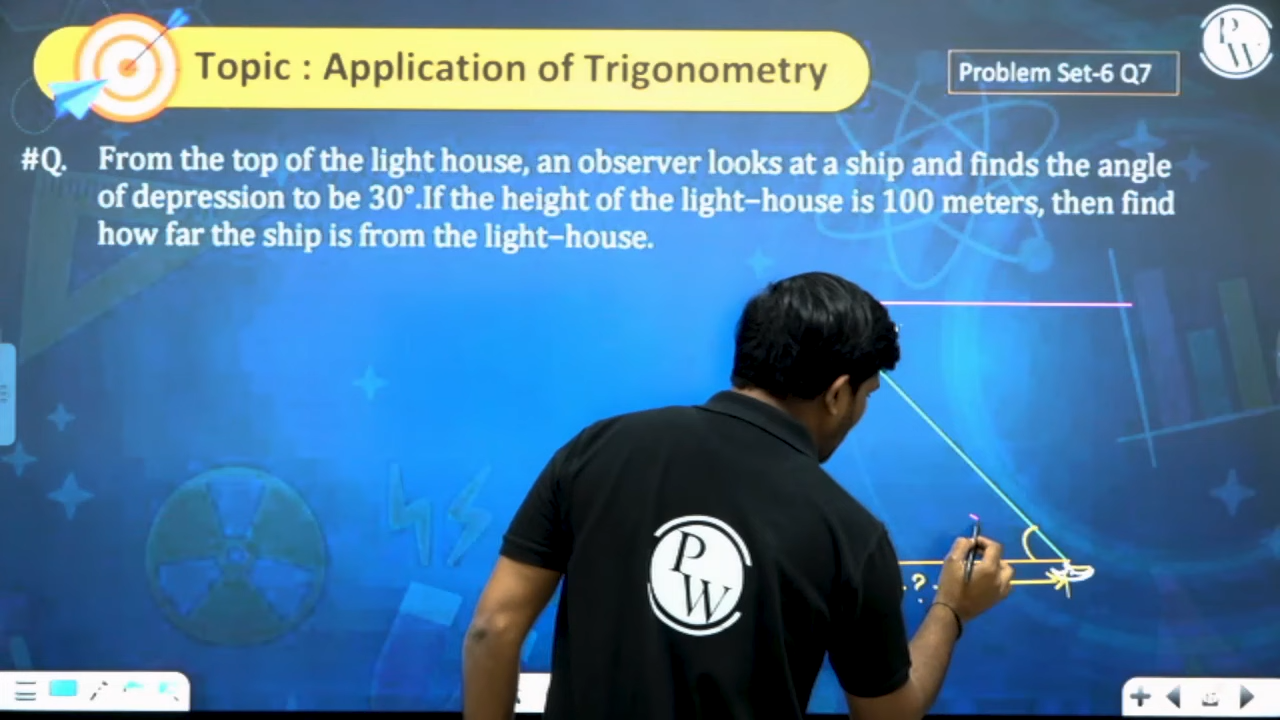 Topic : Application of Trigonometry
Problem Set-6 Q7
P
W
#Q. From the top of the light house, an observer looks at a ship and finds the angle
of depression to be 30°.If the height of the light–house is 100 meters, then find
how far the ship is from the light–house.
?
P
W